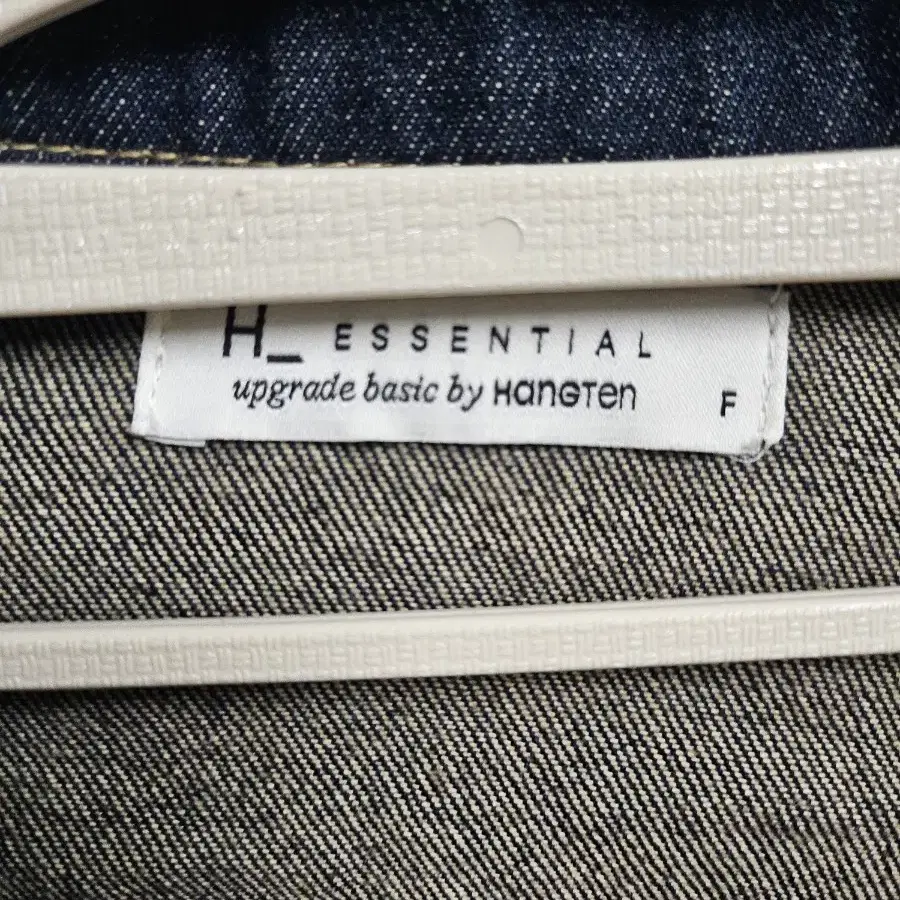 H_ ESSENTIAL
upgrade basic by HANGTEN
F